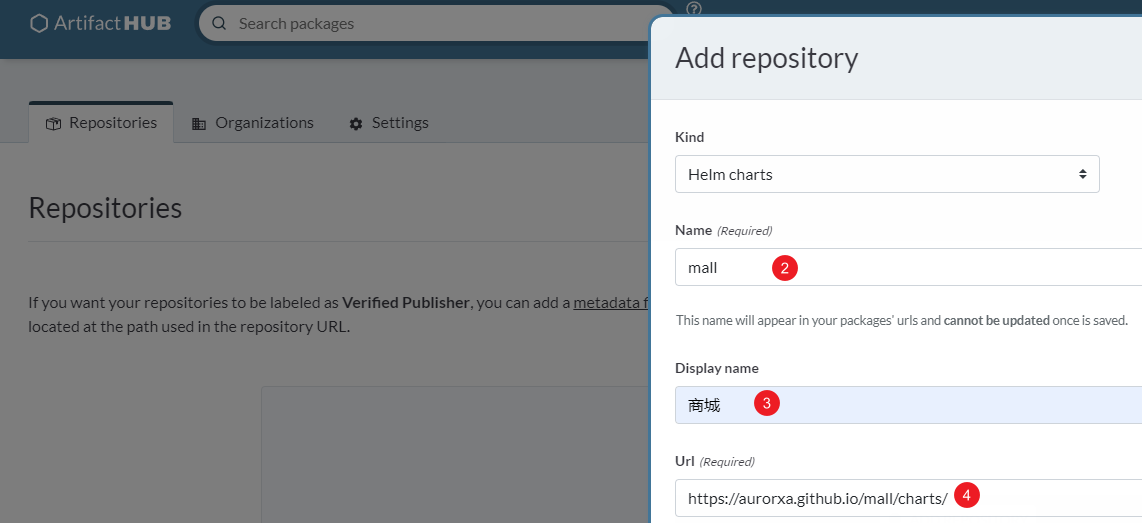 Artifact HUB
Search packages
Repositories
Organizations
Settings
Repositories
If you want your repositories to be labeled as Verified Publisher, you can add a metadata f
located at the path used in the repository URL.
Add repository
Kind
Helm charts
Name (Required)
mall
2
This name will appear in your packages' urls and cannot be updated once is saved.
Display name
商城
3
Url (Required)
https://aurorxa.github.io/mall/charts/
4